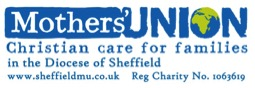 Mothers' UNION
Christian care for families
in the Diocese of Sheffield
www.sheffieldmu.co.uk Reg Charity No. 1063619